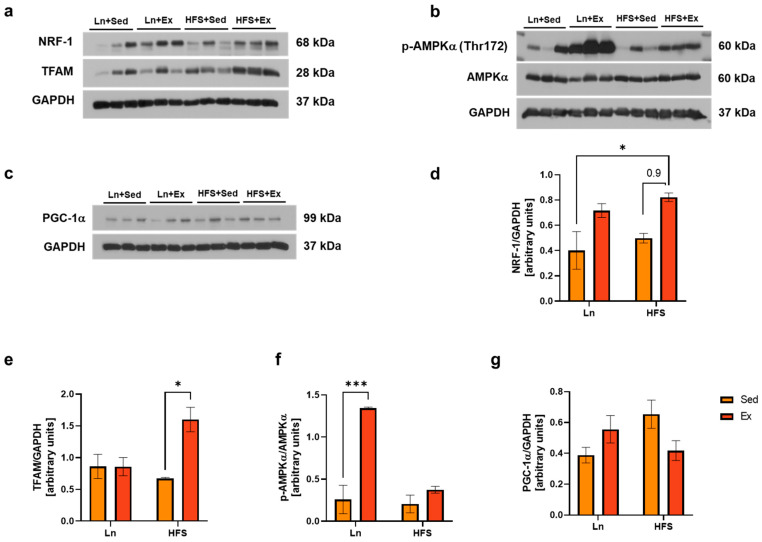 a
Ln+Sed Ln+Ex HFS+Sed HFS+Ex
NRF-1 68 kDa
TFAM 28 kDa
GAPDH 37 kDa
b
Ln+Sed Ln+Ex HFS+Sed HFS+Ex
p-AMPKα (Thr172) 60 kDa
AMPKα 60 kDa
GAPDH 37 kDa
c
Ln+Sed Ln+Ex HFS+Sed HFS+Ex
PGC-1α 99 kDa
GAPDH 37 kDa
d
*
0.9
NRF-1/GAPDH
[arbitrary units]
1.0
0.8
0.6
0.4
0.2
0.0
Ln HFS
e
*
TFAM/GAPDH
[arbitrary units]
2.0
1.5
1.0
0.5
0.0
Ln HFS
f
***
p-AMPKα/AMPKα
[arbitrary units]
1.5
1.0
0.5
0.0
Ln HFS
g
PGC-1α/GAPDH
[arbitrary units]
0.8
0.6
0.4
0.2
0.0
Ln HFS
Sed
Ex